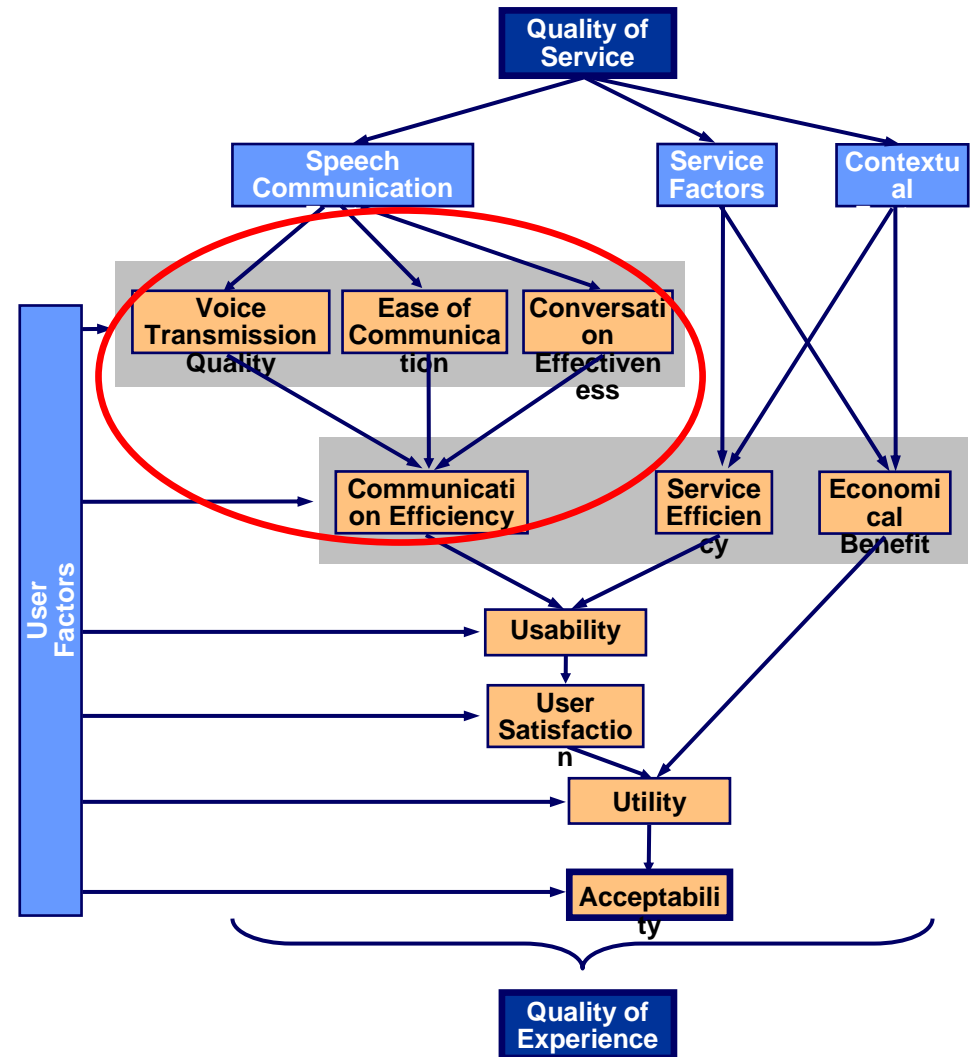 Quality of
Service
Speech
Communication
Service
Factors
Contextu
al
Voice
Transmission
Quality
Ease of
Communica
tion
Conversati
on
Effectiven
ess
User
Factors
Communicati
on Efficiency
Service
Efficien
cy
Economi
cal
Benefit
Usability
User
Satisfactio
n
Utility
Acceptabili
ty
Quality of
Experience